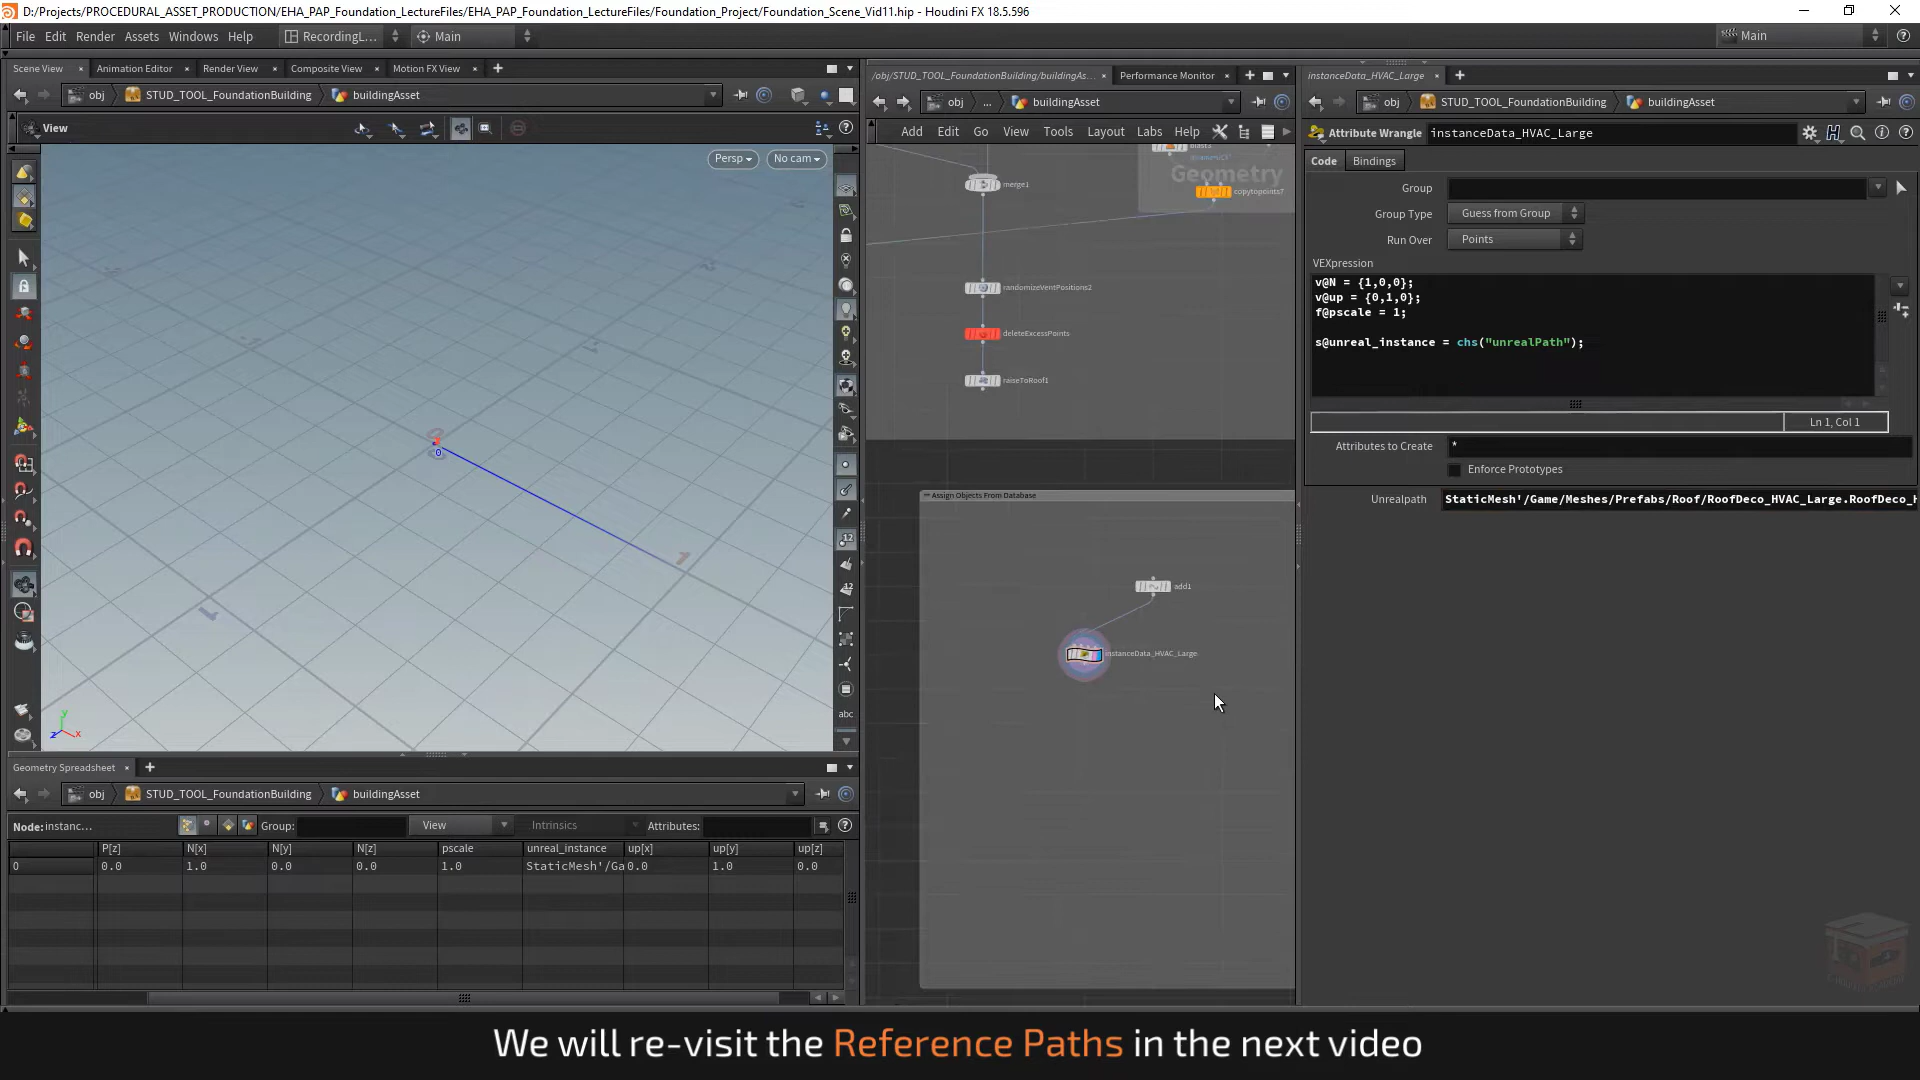 D:/Projects/PROCEDURAL_ASSET_PRODUCTION/EHA_PAP_Foundation_LectureFiles/EHA_PAP_Foundation_LectureFiles/Foundation_Project/Foundation_Scene_Vid11.hip - Houdini FX 18.5.596
File Edit Render Assets Windows Help RecordingL... Main Main
Scene View Animation Editor Render View Composite View Motion FX View
obj STUD_TOOL_FoundationBuilding buildingAsset
View
Persp No cam
0
1
1
/obj/STUD_TOOL_FoundationBuilding/buildingAs... Performance Monitor
obj ... buildingAsset
Add Edit Go View Tools Layout Labs Help
Geometry
merge1
copytopoints7
randomizeVentPositions2
deleteExcessPoints
raiseToRoof1
Assign Objects From Database
add1
instanceData_HVAC_Large
instanceData_HVAC_Large
obj STUD_TOOL_FoundationBuilding buildingAsset
Attribute Wrangle instanceData_HVAC_Large
Code Bindings
Group
Group Type Guess from Group
Run Over Points
VEXpression
v@N = {1,0,0};
v@up = {0,1,0};
f@pscale = 1;
s@unreal_instance = chs("unrealPath");
Ln 1, Col 1
Attributes to Create *
Enforce Prototypes
Unrealpath StaticMesh'/Game/Meshes/Prefabs/Roof/RoofDeco_HVAC_Large.RoofDeco_H
Geometry Spreadsheet
obj STUD_TOOL_FoundationBuilding buildingAsset
Node: instanc... Group: View Intrinsics Attributes:
P[z] N[x] N[y] N[z] pscale unreal_instance up[x] up[y] up[z]
0 0.0 1.0 0.0 0.0 1.0 StaticMesh'/Ga 0.0 1.0 0.0
12
12
abc
We will re-visit the Reference Paths in the next video